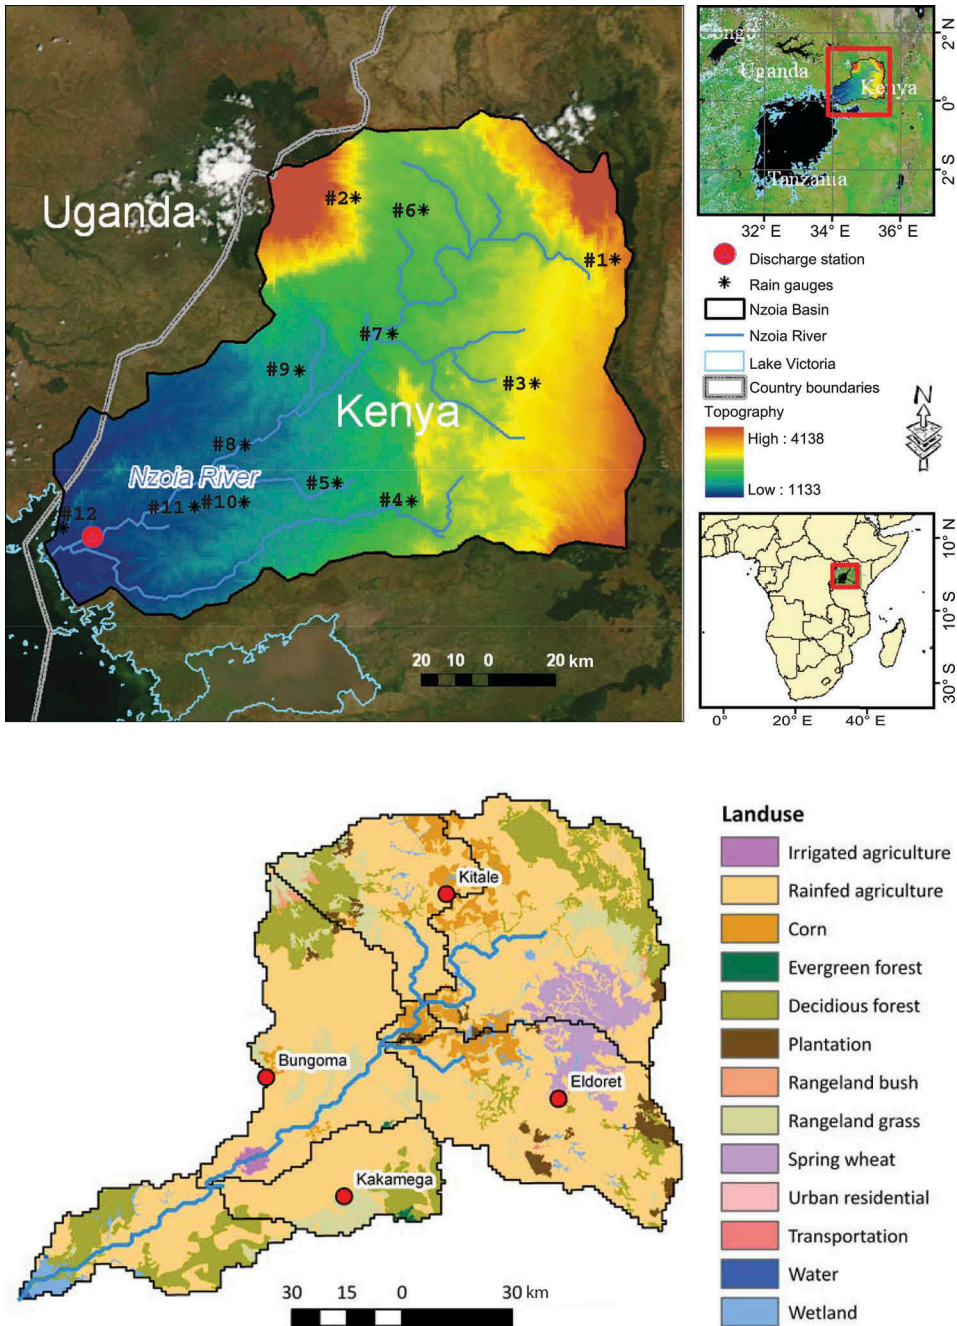 Uganda
Kenya
Nzoia River
#1
#2
#3
#4
#5
#6
#7
#8
#9
#10
#11
#12
20 10 0 20 km
Congo
Uganda
Kenya
Tanzania
2° N
0°
2° S
32° E 34° E 36° E
Discharge station
Rain gauges
Nzoia Basin
Nzoia River
Lake Victoria
Country boundaries
Topography
High : 4138
Low : 1133
N
10° N
10° S
30° S
0° 20° E 40° E
Kitale
Bungoma
Eldoret
Kakamega
30 15 0 30 km
Landuse
Irrigated agriculture
Rainfed agriculture
Corn
Evergreen forest
Decidious forest
Plantation
Rangeland bush
Rangeland grass
Spring wheat
Urban residential
Transportation
Water
Wetland